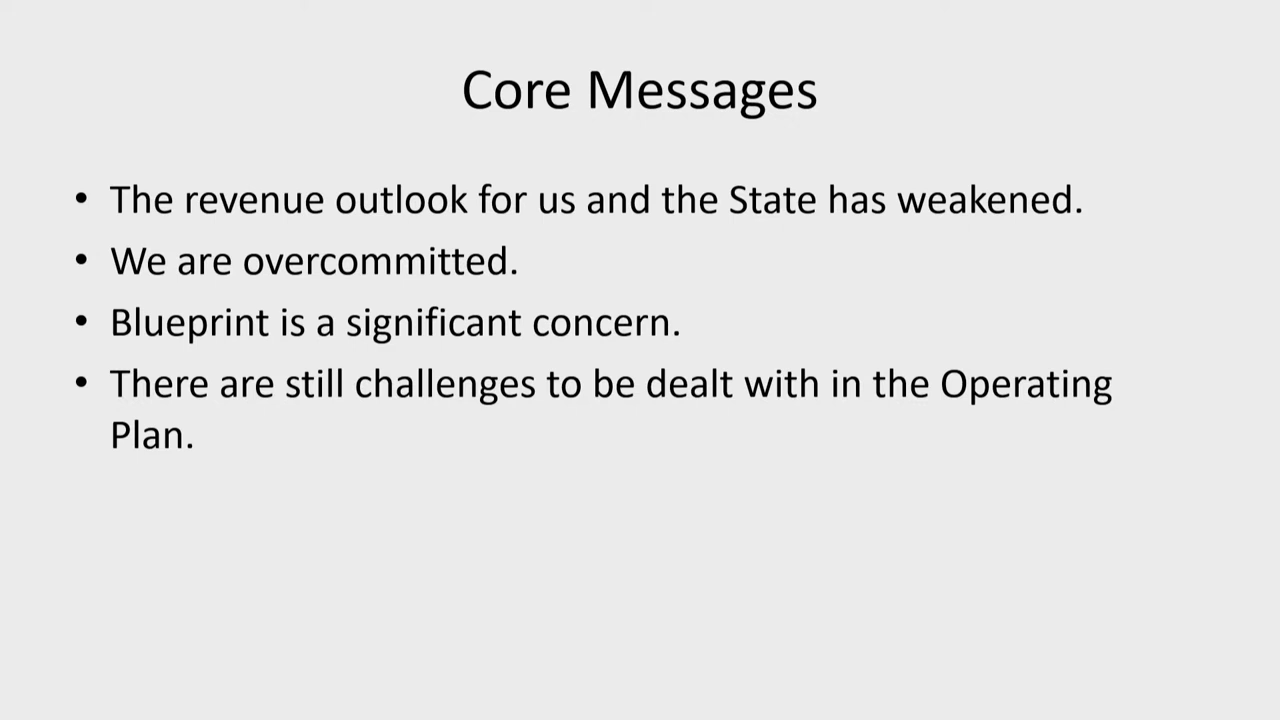 Core Messages
• The revenue outlook for us and the State has weakened.
• We are overcommitted.
• Blueprint is a significant concern.
• There are still challenges to be dealt with in the Operating
Plan.